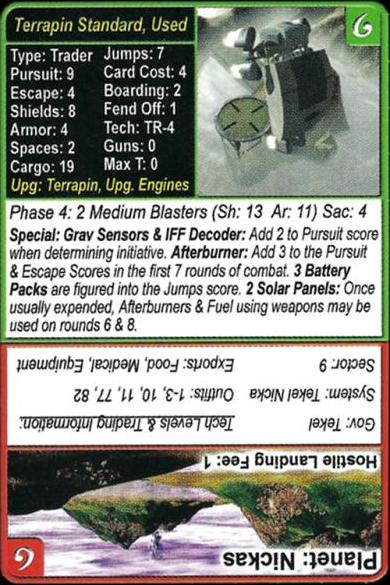 Terrapin Standard, Used
6
Type: Trader Jumps: 7
Pursuit: 9 Card Cost: 4
Escape: 4 Boarding: 2
Shields: 8 Fend Off: 1
Armor: 4 Tech: TR-4
Spaces: 2 Guns: 0
Cargo: 19 Max T: 0
Upg: Terrapin, Upg. Engines
Phase 4: 2 Medium Blasters (Sh: 13 Ar: 11) Sac: 4
Special: Grav Sensors & IFF Decoder: Add 2 to Pursuit score
when determining initiative. Afterburner: Add 3 to the Pursuit
& Escape Scores in the first 7 rounds of combat. 3 Battery
Packs are figured into the Jumps score. 2 Solar Panels: Once
usually expended, Afterburners & Fuel using weapons may be
used on rounds 6 & 8.
Planet: Nickas
9
Hostile Landing Fee: 1
Gov: Tekel
Tech Levels & Trading Information:
System: Tekel Nicka
Outfits: 1-3, 10, 11, 77, 82
Sector: 9
Exports: Food, Medical, Equipment